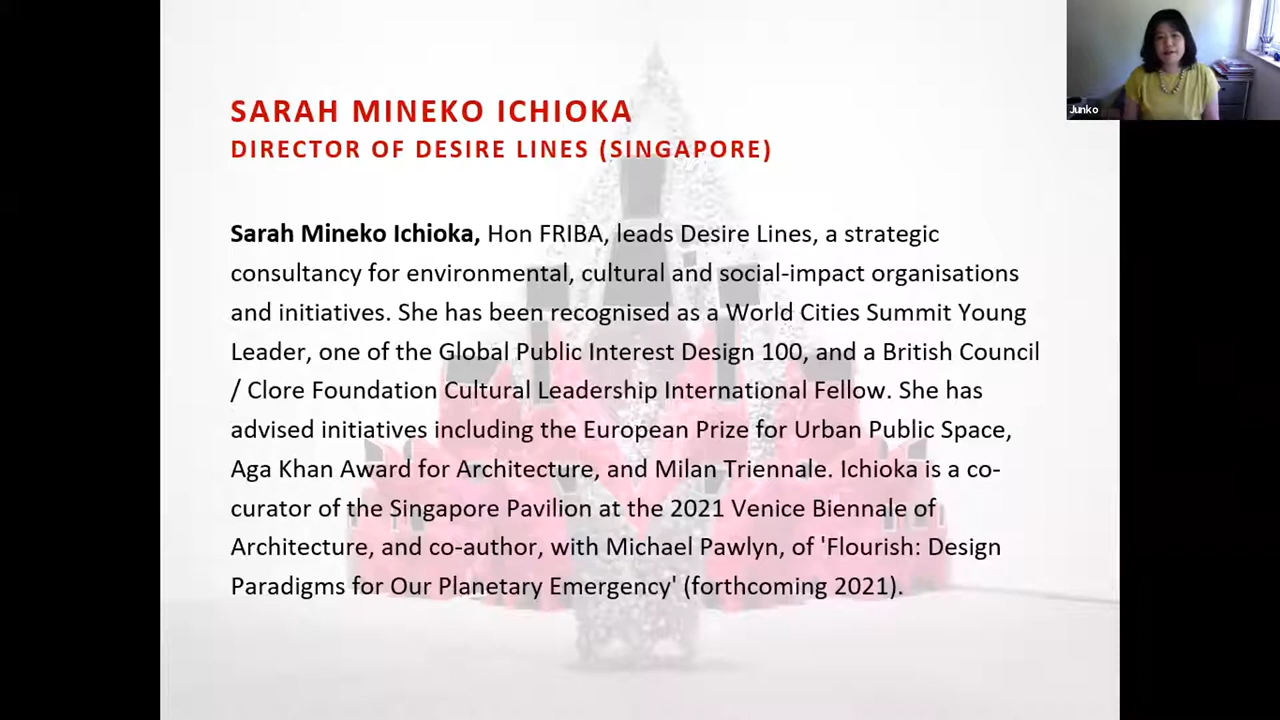 SARAH MINEKO ICHIOKA
DIRECTOR OF DESIRE LINES (SINGAPORE)
Sarah Mineko Ichioka, Hon FRIBA, leads Desire Lines, a strategic
consultancy for environmental, cultural and social-impact organisations
and initiatives. She has been recognised as a World Cities Summit Young
Leader, one of the Global Public Interest Design 100, and a British Council
/ Clore Foundation Cultural Leadership International Fellow. She has
advised initiatives including the European Prize for Urban Public Space,
Aga Khan Award for Architecture, and Milan Triennale. Ichioka is a co-
curator of the Singapore Pavilion at the 2021 Venice Biennale of
Architecture, and co-author, with Michael Pawlyn, of 'Flourish: Design
Paradigms for Our Planetary Emergency' (forthcoming 2021).
Junko